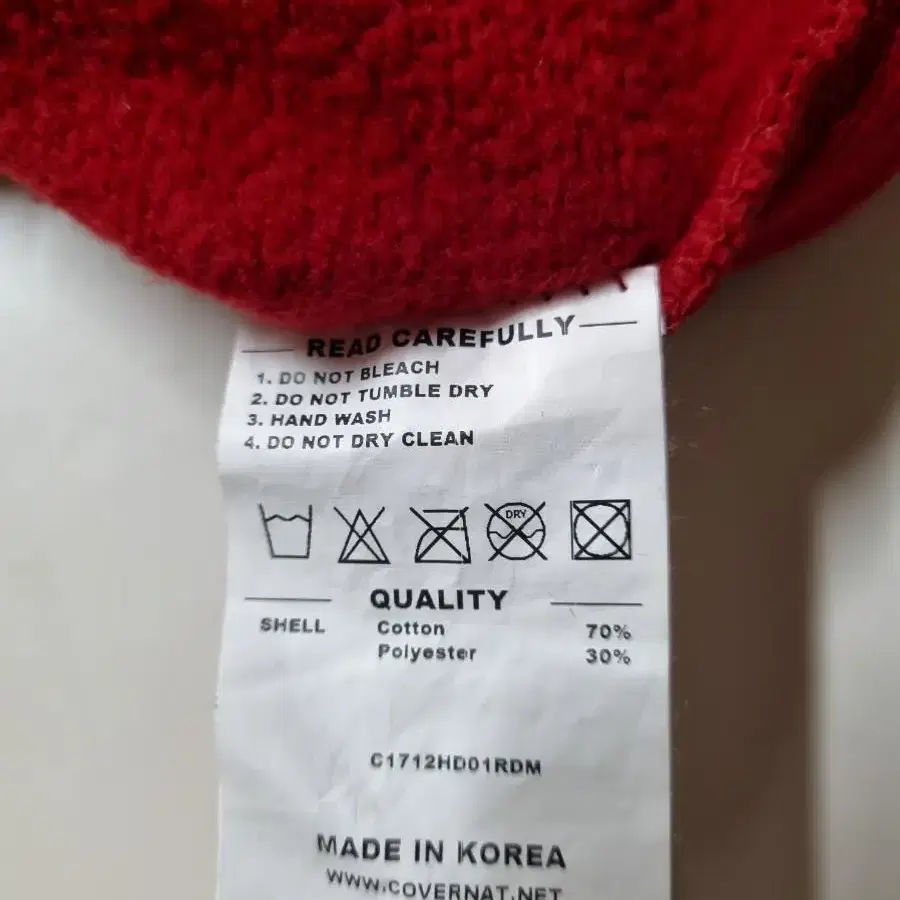 READ CAREFULLY
1. DO NOT BLEACH
2. DO NOT TUMBLE DRY
3. HAND WASH
4. DO NOT DRY CLEAN
DRY
QUALITY
SHELL Cotton 70%
Polyester 30%
C1712HD01RDM
MADE IN KOREA
WWW.COVERNAT.NET